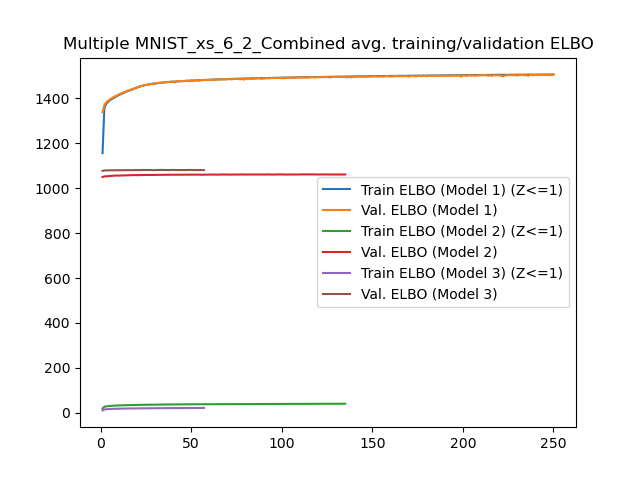 Multiple MNIST_xs_6_2_Combined avg. training/validation ELBO
1400
1200
1000
800
600
400
200
0
Train ELBO (Model 1) (Z<=1)
Val. ELBO (Model 1)
Train ELBO (Model 2) (Z<=1)
Val. ELBO (Model 2)
Train ELBO (Model 3) (Z<=1)
Val. ELBO (Model 3)
0 50 100 150 200 250